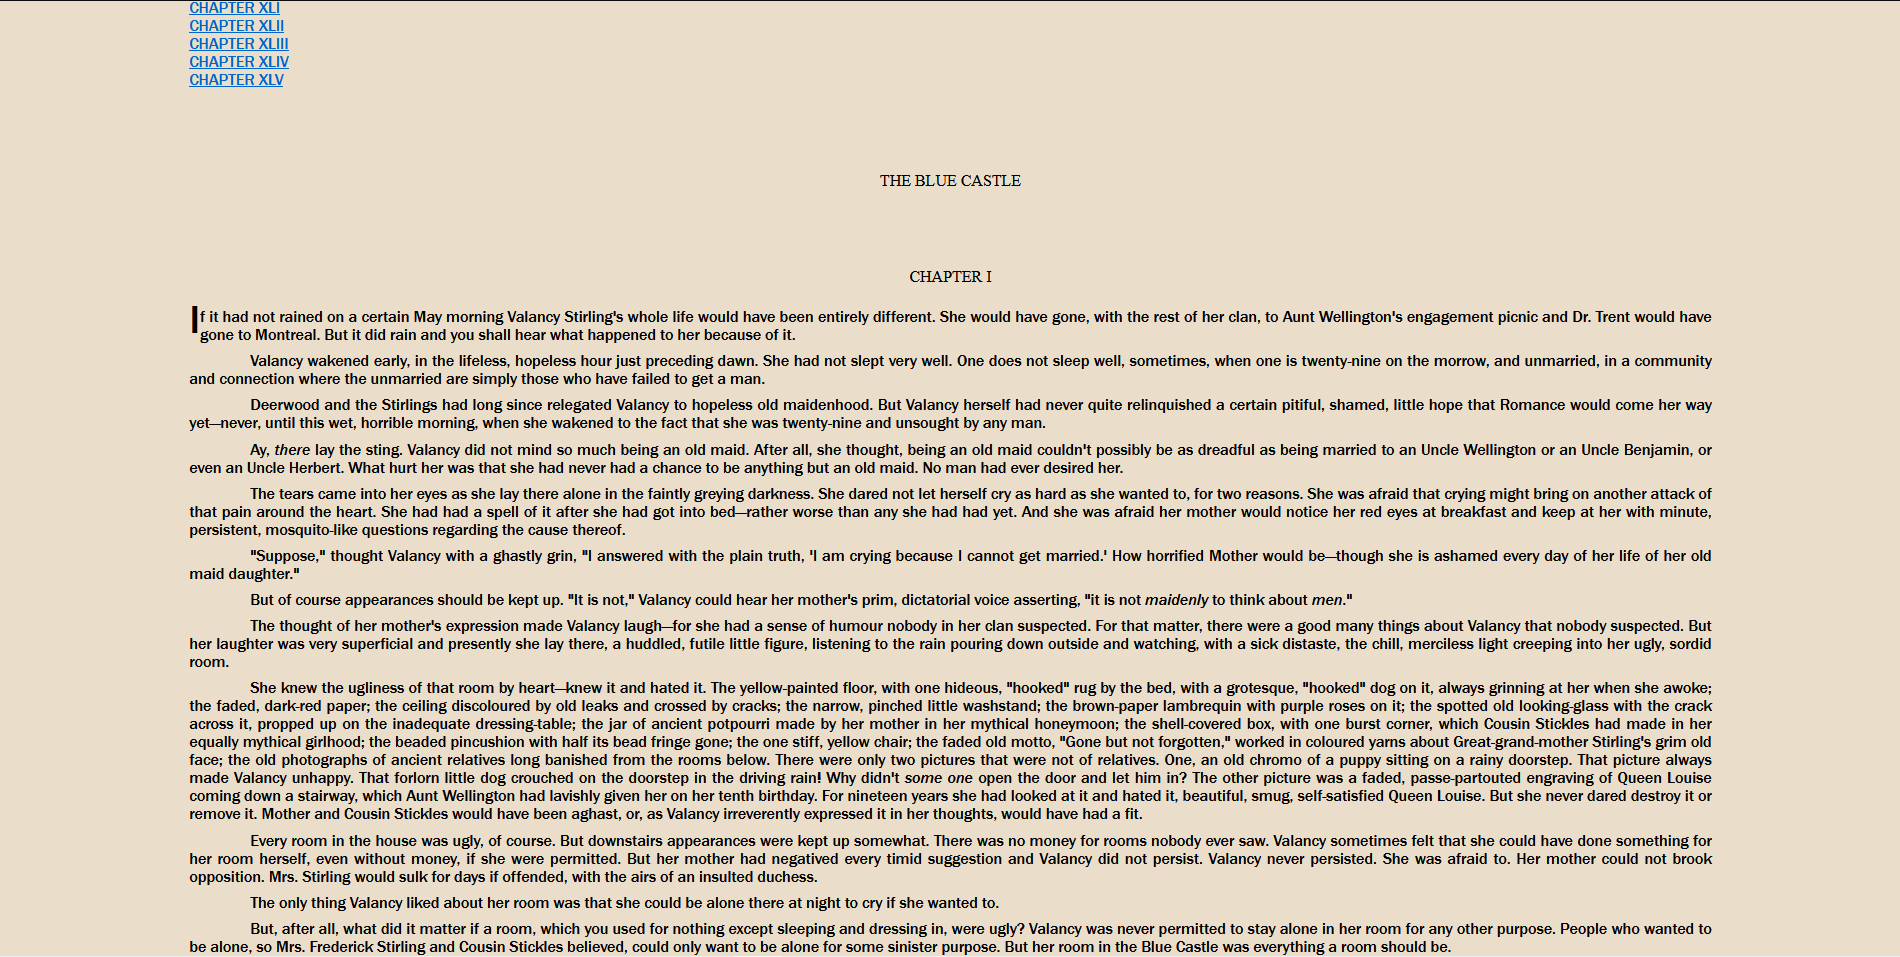 CHAPTER XLI
CHAPTER XLII
CHAPTER XLIII
CHAPTER XLIV
CHAPTER XLV
THE BLUE CASTLE
CHAPTER I
If it had not rained on a certain May morning Valancy Stirling's whole life would have been entirely different. She would have gone, with the rest of her clan, to Aunt Wellington's engagement picnic and Dr. Trent would have
gone to Montreal. But it did rain and you shall hear what happened to her because of it.
Valancy wakened early, in the lifeless, hopeless hour just preceding dawn. She had not slept very well. One does not sleep well, sometimes, when one is twenty-nine on the morrow, and unmarried, in a community
and connection where the unmarried are simply those who have failed to get a man.
Deerwood and the Stirlings had long since relegated Valancy to hopeless old maidenhood. But Valancy herself had never quite relinquished a certain pitiful, shamed, little hope that Romance would come her way
yet—never, until this wet, horrible morning, when she wakened to the fact that she was twenty-nine and unsought by any man.
Ay, there lay the sting. Valancy did not mind so much being an old maid. After all, she thought, being an old maid couldn't possibly be as dreadful as being married to an Uncle Wellington or an Uncle Benjamin, or
even an Uncle Herbert. What hurt her was that she had never had a chance to be anything but an old maid. No man had ever desired her.
The tears came into her eyes as she lay there alone in the faintly greying darkness. She dared not let herself cry as hard as she wanted to, for two reasons. She was afraid that crying might bring on another attack of
that pain around the heart. She had had a spell of it after she had got into bed—rather worse than any she had had yet. And she was afraid her mother would notice her red eyes at breakfast and keep at her with minute,
persistent, mosquito-like questions regarding the cause thereof.
"Suppose," thought Valancy with a ghastly grin, "I answered with the plain truth, 'I am crying because I cannot get married.' How horrified Mother would be—though she is ashamed every day of her life of her old
maid daughter."
But of course appearances should be kept up. "It is not," Valancy could hear her mother's prim, dictatorial voice asserting, "it is not maidenly to think about men."
The thought of her mother's expression made Valancy laugh—for she had a sense of humour nobody in her clan suspected. For that matter, there were a good many things about Valancy that nobody suspected. But
her laughter was very superficial and presently she lay there, a huddled, futile little figure, listening to the rain pouring down outside and watching, with a sick distaste, the chill, merciless light creeping into her ugly, sordid
room.
She knew the ugliness of that room by heart—knew it and hated it. The yellow-painted floor, with one hideous, "hooked" rug by the bed, with a grotesque, "hooked" dog on it, always grinning at her when she awoke;
the faded, dark-red paper; the ceiling discoloured by old leaks and crossed by cracks; the narrow, pinched little washstand; the brown-paper lambrequin with purple roses on it; the spotted old looking-glass with the crack
across it, propped up on the inadequate dressing-table; the jar of ancient potpourri made by her mother in her mythical honeymoon; the shell-covered box, with one burst corner, which Cousin Stickles had made in her
equally mythical girlhood; the beaded pincushion with half its bead fringe gone; the one stiff, yellow chair; the faded old motto, "Gone but not forgotten," worked in coloured yarns about Great-grand-mother Stirling's grim old
face; the old photographs of ancient relatives long banished from the rooms below. There were only two pictures that were not of relatives. One, an old chromo of a puppy sitting on a rainy doorstep. That picture always
made Valancy unhappy. That forlorn little dog crouched on the doorstep in the driving rain! Why didn't some one open the door and let him in? The other picture was a faded, passe-partouted engraving of Queen Louise
coming down a stairway, which Aunt Wellington had lavishly given her on her tenth birthday. For nineteen years she had looked at it and hated it, beautiful, smug, self-satisfied Queen Louise. But she never dared destroy it or
remove it. Mother and Cousin Stickles would have been aghast, or, as Valancy irreverently expressed it in her thoughts, would have had a fit.
Every room in the house was ugly, of course. But downstairs appearances were kept up somewhat. There was no money for rooms nobody ever saw. Valancy sometimes felt that she could have done something for
her room herself, even without money, if she were permitted. But her mother had negatived every timid suggestion and Valancy did not persist. Valancy never persisted. She was afraid to. Her mother could not brook
opposition. Mrs. Stirling would sulk for days if offended, with the airs of an insulted duchess.
The only thing Valancy liked about her room was that she could be alone there at night to cry if she wanted to.
But, after all, what did it matter if a room, which you used for nothing except sleeping and dressing in, were ugly? Valancy was never permitted to stay alone in her room for any other purpose. People who wanted to
be alone, so Mrs. Frederick Stirling and Cousin Stickles believed, could only want to be alone for some sinister purpose. But her room in the Blue Castle was everything a room should be.